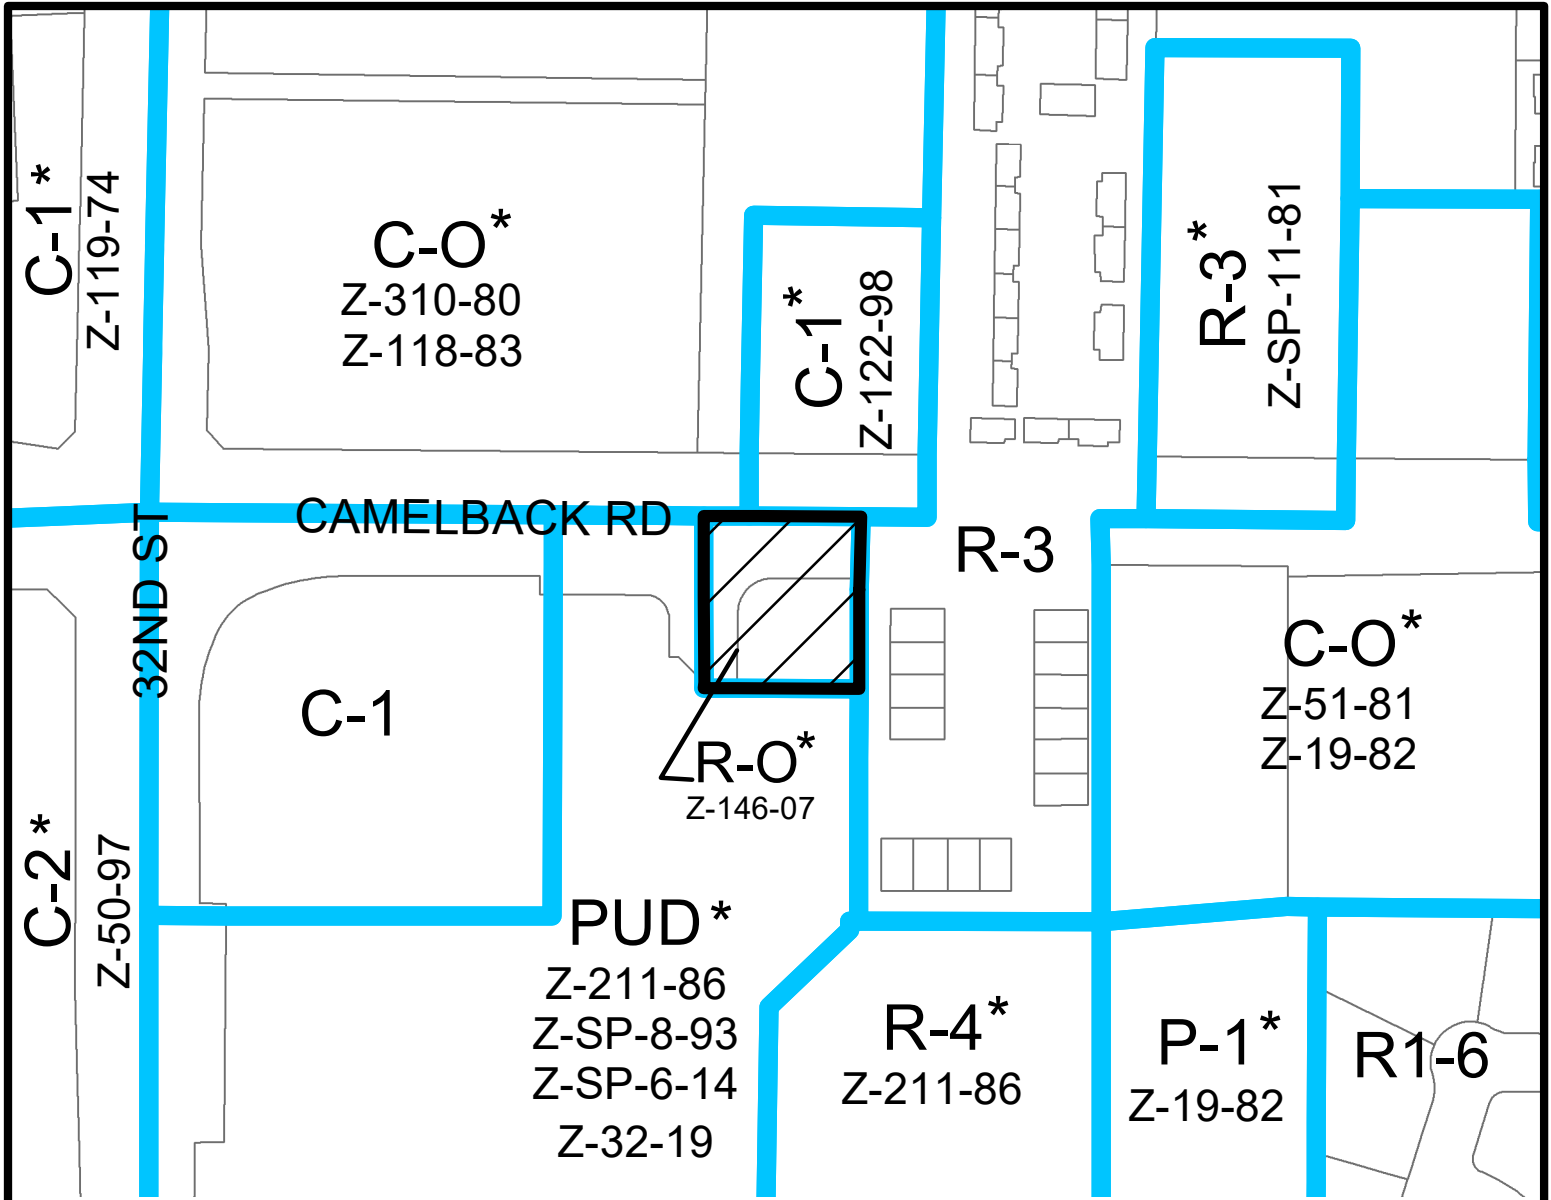 C-1*
Z-119-74
C-O*
Z-310-80
Z-118-83
C-1*
Z-122-98
R-3*
Z-SP-11-81
CAMELBACK RD
32ND ST
R-3
C-1
C-O*
Z-51-81
Z-19-82
R-O*
Z-146-07
C-2*
Z-50-97
PUD*
Z-211-86
Z-SP-8-93
Z-SP-6-14
Z-32-19
R-4*
Z-211-86
P-1*
Z-19-82
R1-6